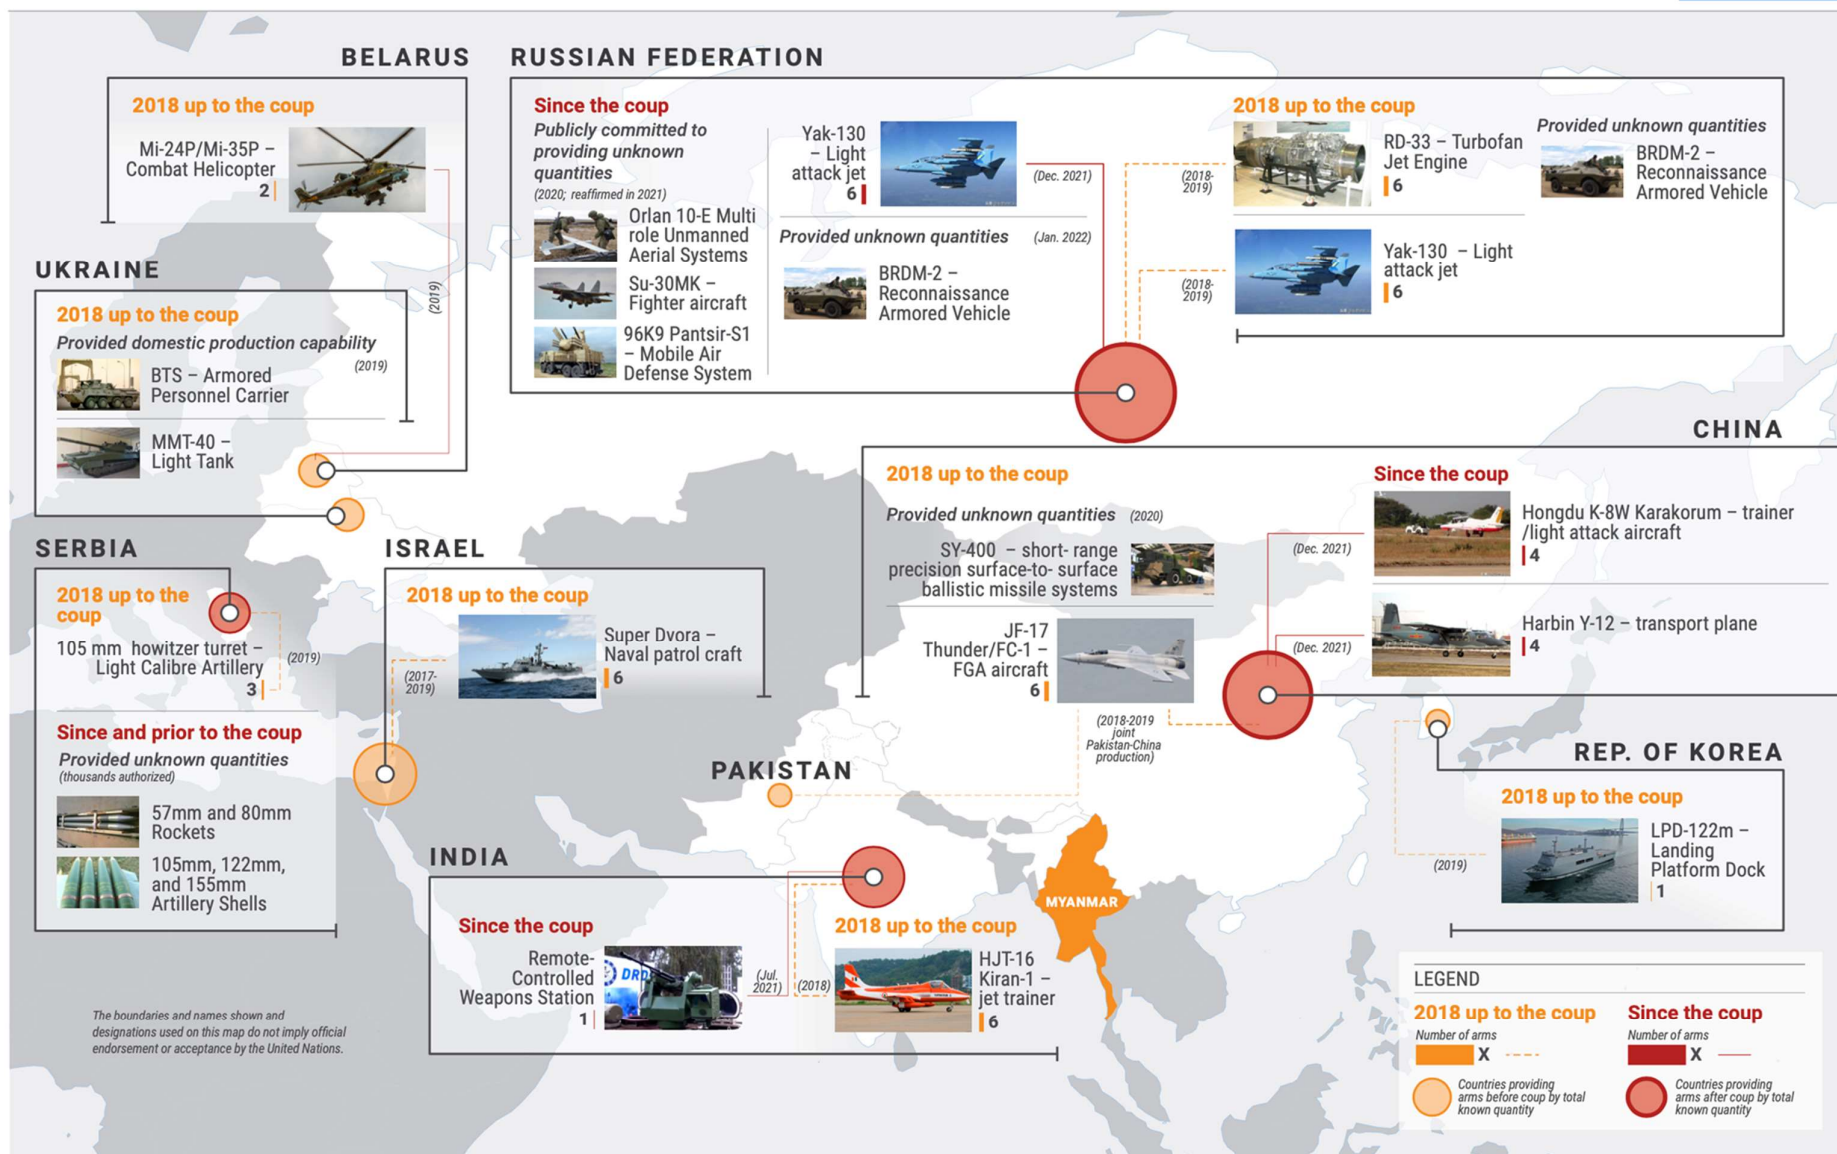 BELARUS
2018 up to the coup
Mi-24P/Mi-35P –
Combat Helicopter
2
(2019)
RUSSIAN FEDERATION
Since the coup
Publicly committed to
providing unknown
quantities
(2020; reaffirmed in 2021)
Orlan 10-E Multi
role Unmanned
Aerial Systems
Su-30MK –
Fighter aircraft
96K9 Pantsir-S1
– Mobile Air
Defense System
Yak-130
– Light
attack jet
6
(Dec. 2021)
Provided unknown quantities
(Jan. 2022)
BRDM-2 –
Reconnaissance
Armored Vehicle
2018 up to the coup
(2018-
2019)
RD-33 – Turbofan
Jet Engine
6
Provided unknown quantities
BRDM-2 –
Reconnaissance
Armored Vehicle
(2018-
2019)
Yak-130 – Light
attack jet
6
UKRAINE
2018 up to the coup
Provided domestic production capability
(2019)
BTS – Armored
Personnel Carrier
MMT-40 –
Light Tank
SERBIA
2018 up to the
coup
105 mm howitzer turret –
Light Calibre Artillery
3
(2019)
Since and prior to the coup
Provided unknown quantities
(thousands authorized)
57mm and 80mm
Rockets
105mm, 122mm,
and 155mm
Artillery Shells
ISRAEL
2018 up to the coup
(2017-
2019)
Super Dvora –
Naval patrol craft
6
CHINA
2018 up to the coup
Provided unknown quantities (2020)
SY-400 – short- range
precision surface-to- surface
ballistic missile systems
JF-17
Thunder/FC-1 –
FGA aircraft
6
(2018-2019
joint
Pakistan-China
production)
Since the coup
(Dec. 2021)
Hongdu K-8W Karakorum – trainer
/light attack aircraft
4
(Dec. 2021)
Harbin Y-12 – transport plane
4
PAKISTAN
REP. OF KOREA
2018 up to the coup
(2019)
LPD-122m –
Landing
Platform Dock
1
INDIA
Since the coup
Remote-
Controlled
Weapons Station
1
DRD
(Jul.
2021)
(2018)
2018 up to the coup
HJT-16
Kiran-1 –
jet trainer
6
MYANMAR
The boundaries and names shown and
designations used on this map do not imply official
endorsement or acceptance by the United Nations.
LEGEND
2018 up to the coup
Number of arms
X
Countries providing
arms before coup by total
known quantity
Since the coup
Number of arms
X
Countries providing
arms after coup by total
known quantity